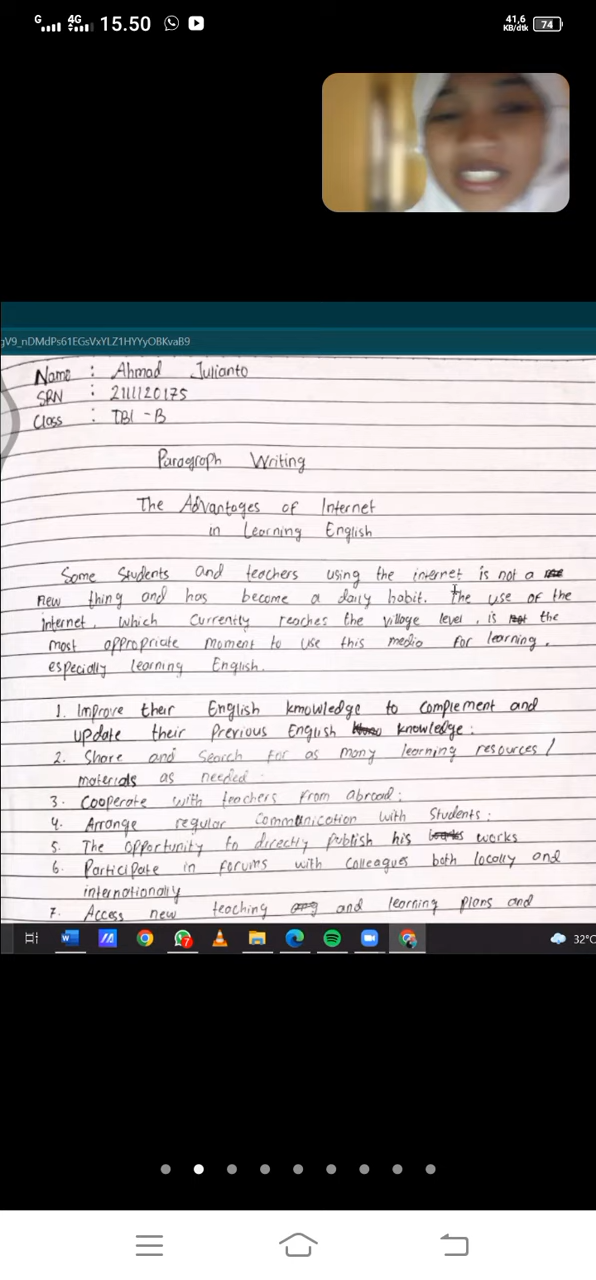 G 4G 15.50 41,6 KB/dtk 74
gV9_nDMdPs61EGsVxYLZ1HYYyOBKvaB9
Name : Ahmad Julianto
SRN : 2111120175
Class : TBI - B
Paragraph Writing
The Advantages of Internet
in Learning English
Some Students and teachers using the internet is not a
new thing and has become a daily habit. The use of the
internet, which currently reaches the village level, is the
most appropriate moment to use this media for learning,
especially learning English.
1. Improve their English knowledge to complement and
update their previous English knowledge:
2. Share and Search for as many learning resources/
materials as needed
3. Cooperate with teachers from abroad:
4. Arrange regular communication with students:
5. The opportunity to directly publish his works
6. Participate in forums with colleagues both locally and
internationally
7. Access new teaching and learning plans and
7
32°C